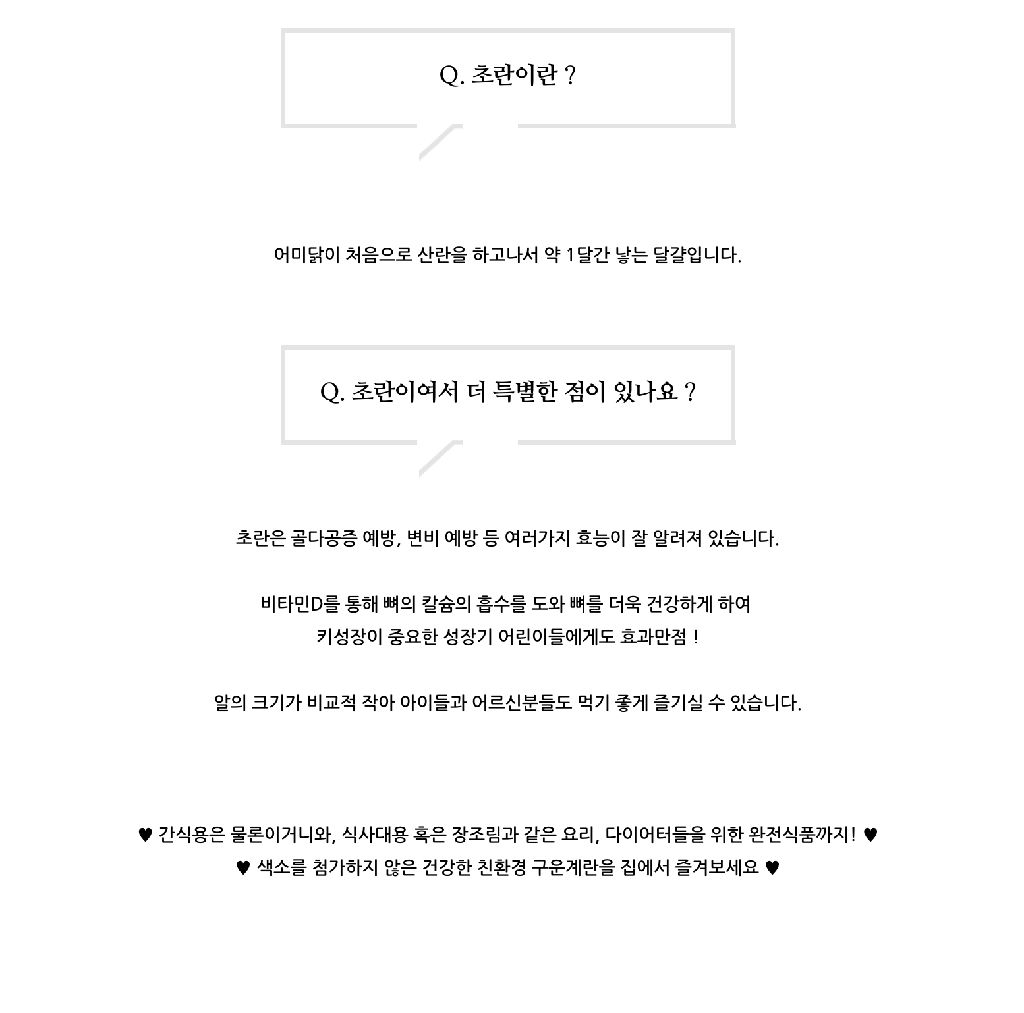 Q. 초란이란 ?
어미닭이 처음으로 산란을 하고나서 약 1달간 낳는 달걀입니다.
Q. 초란이여서 더 특별한 점이 있나요 ?
초란은 골다공증 예방, 변비 예방 등 여러가지 효능이 잘 알려져 있습니다.
비타민D를 통해 뼈의 칼슘의 흡수를 도와 뼈를 더욱 건강하게 하여
키성장이 중요한 성장기 어린이들에게도 효과만점 !
알의 크기가 비교적 작아 아이들과 어르신분들도 먹기 좋게 즐기실 수 있습니다.
♥ 간식용은 물론이거니와, 식사대용 혹은 장조림과 같은 요리, 다이어터들을 위한 완전식품까지! ♥
♥ 색소를 첨가하지 않은 건강한 친환경 구운계란을 집에서 즐겨보세요 ♥